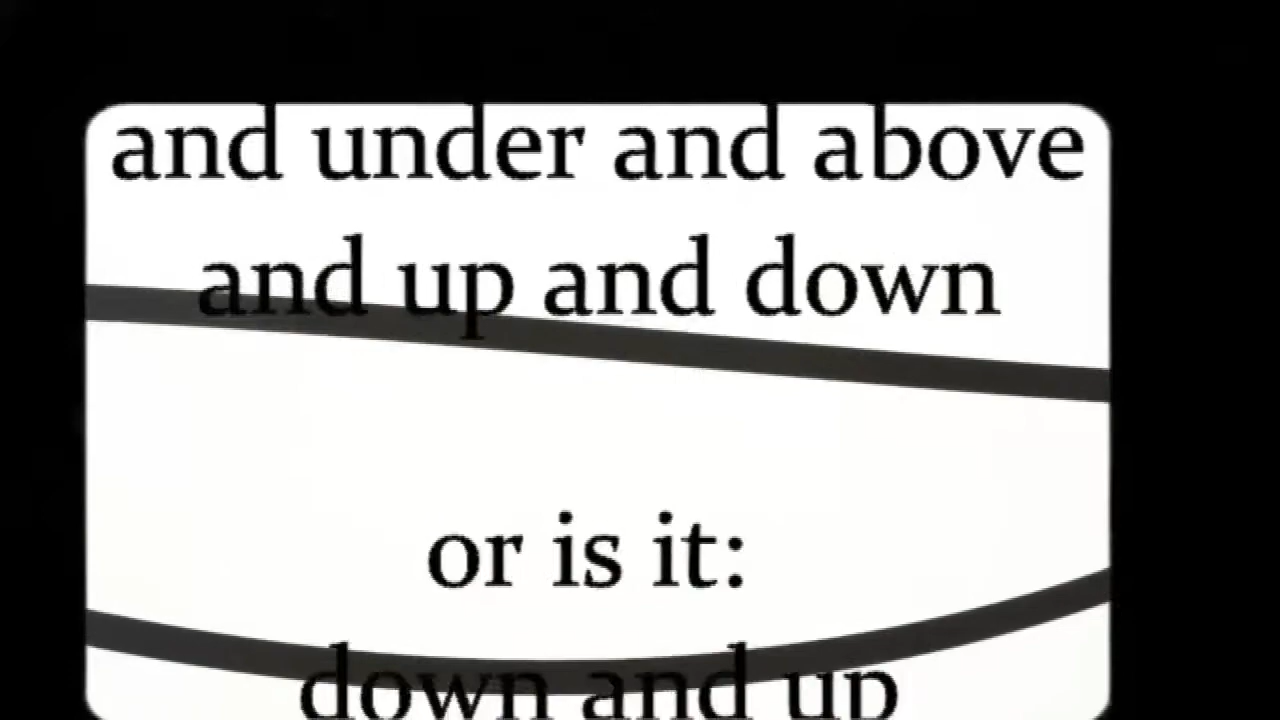 and under and above
and up and down
or is it:
down and up